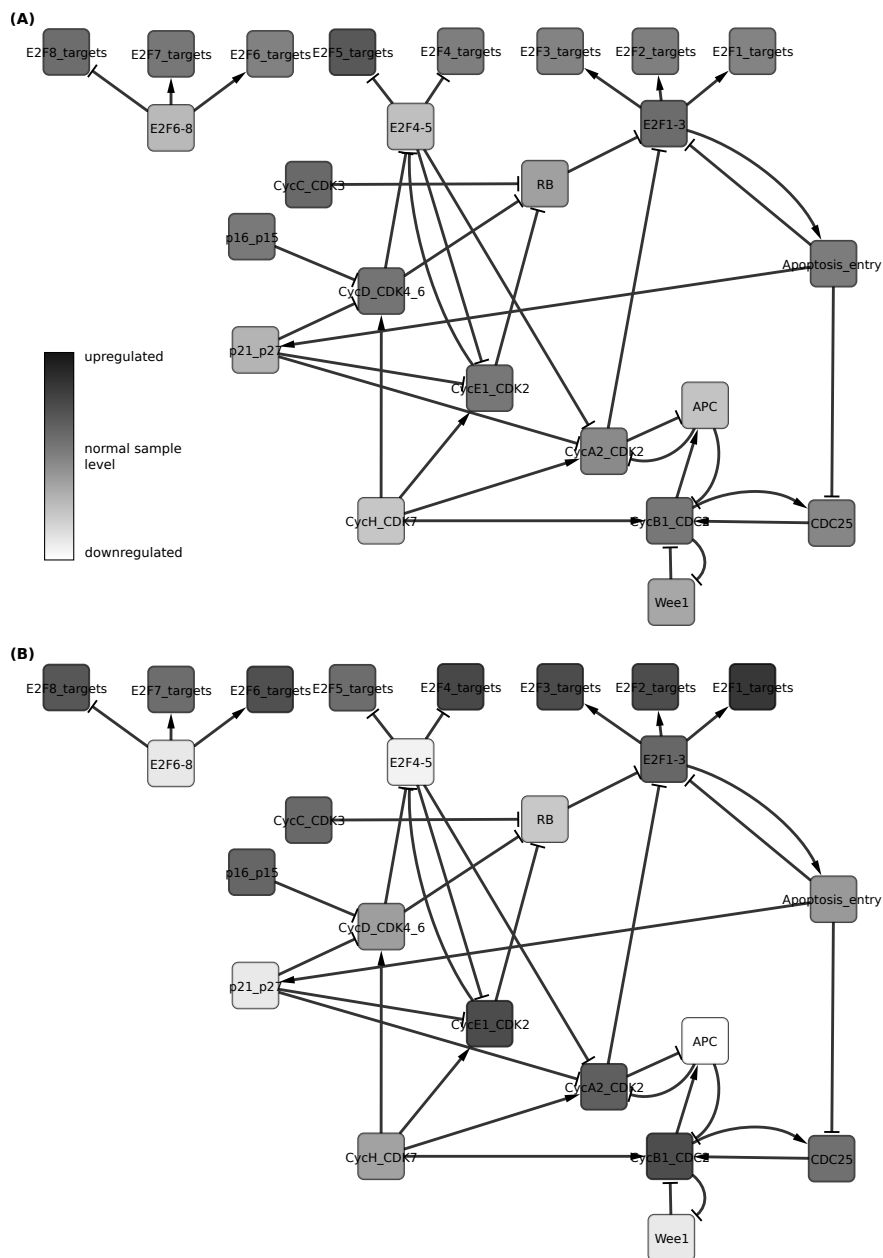 (A)
E2F8_targets
E2F7_targets
E2F6_targets
E2F5_targets
E2F4_targets
E2F3_targets
E2F2_targets
E2F1_targets
E2F6-8
E2F4-5
E2F1-3
CycC_CDK3
RB
p16_p15
Apoptosis_entry
CycD_CDK4_6
p21_p27
upregulated
CycE1_CDK2
APC
normal sample
level
CycA2_CDK2
CycH_CDK7
CycB1_CDC2
CDC25
downregulated
Wee1
(B)
E2F8_targets
E2F7_targets
E2F6_targets
E2F5_targets
E2F4_targets
E2F3_targets
E2F2_targets
E2F1_targets
E2F6-8
E2F4-5
E2F1-3
CycC_CDK3
RB
p16_p15
Apoptosis_entry
CycD_CDK4_6
p21_p27
CycE1_CDK2
APC
CycA2_CDK2
CycH_CDK7
CycB1_CDC2
CDC25
Wee1